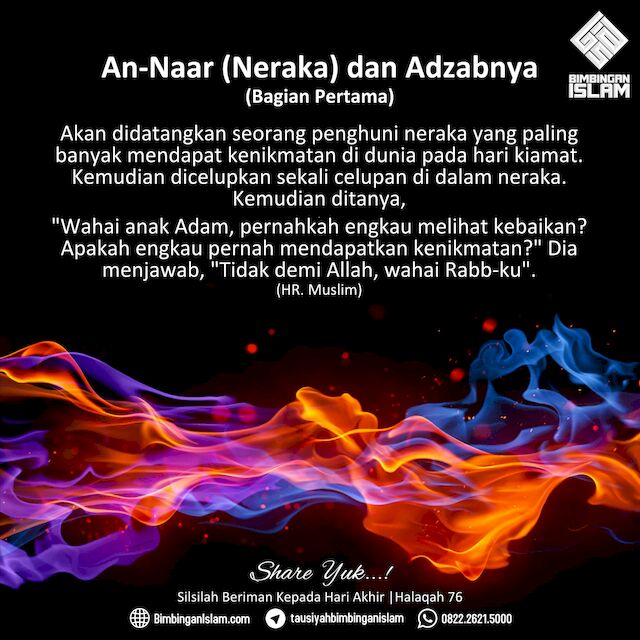 BIMBINGAN
ISLAM
An-Naar (Neraka) dan Adzabnya
(Bagian Pertama)
Akan didatangkan seorang penghuni neraka yang paling
banyak mendapat kenikmatan di dunia pada hari kiamat.
Kemudian dicelupkan sekali celupan di dalam neraka.
Kemudian ditanya,
"Wahai anak Adam, pernahkah engkau melihat kebaikan?
Apakah engkau pernah mendapatkan kenikmatan?" Dia
menjawab, "Tidak demi Allah, wahai Rabb-ku".
(HR. Muslim)
Share Yuk...!
Silsilah Beriman Kepada Hari Akhir |Halaqah 76
BimbinganIslam.com tausiyahbimbinganislam 0822.2621.5000